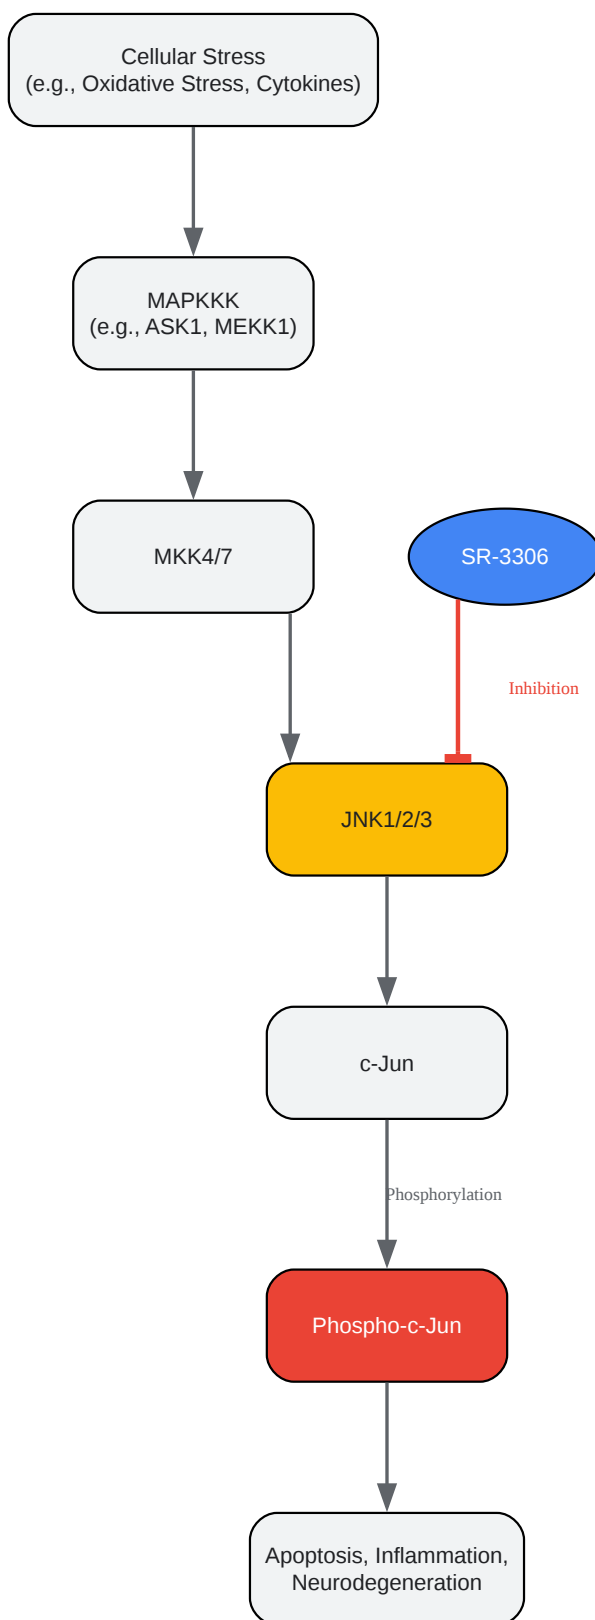 Cellular Stress
(e.g., Oxidative Stress, Cytokines)
MAPKKK
(e.g., ASK1, MEKK1)
MKK4/7
SR-3306
Inhibition
JNK1/2/3
c-Jun
Phosphorylation
Phospho-c-Jun
Apoptosis, Inflammation,
Neurodegeneration